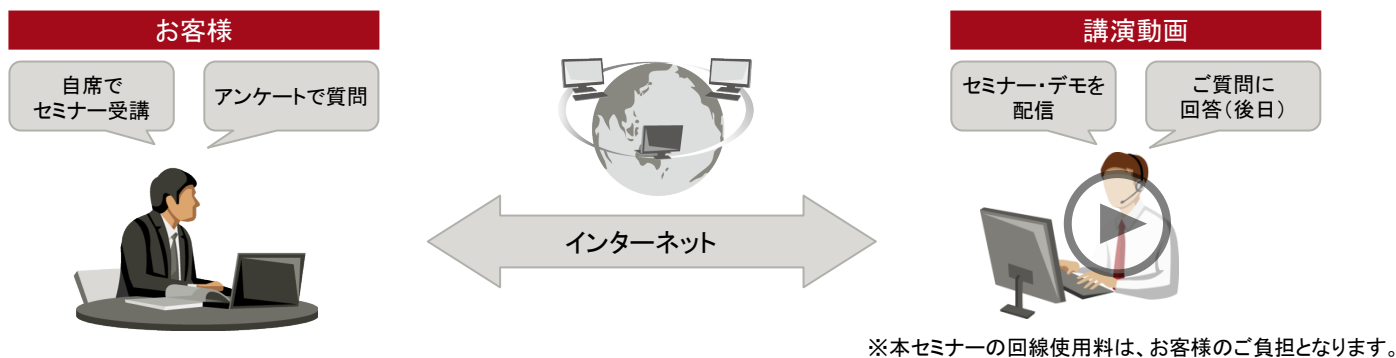 お客様
自席で
セミナー受講
アンケートで質問
インターネット
講演動画
セミナー・デモを
配信
ご質問に
回答(後日)
※本セミナーの回線使用料は、お客様のご負担となります。